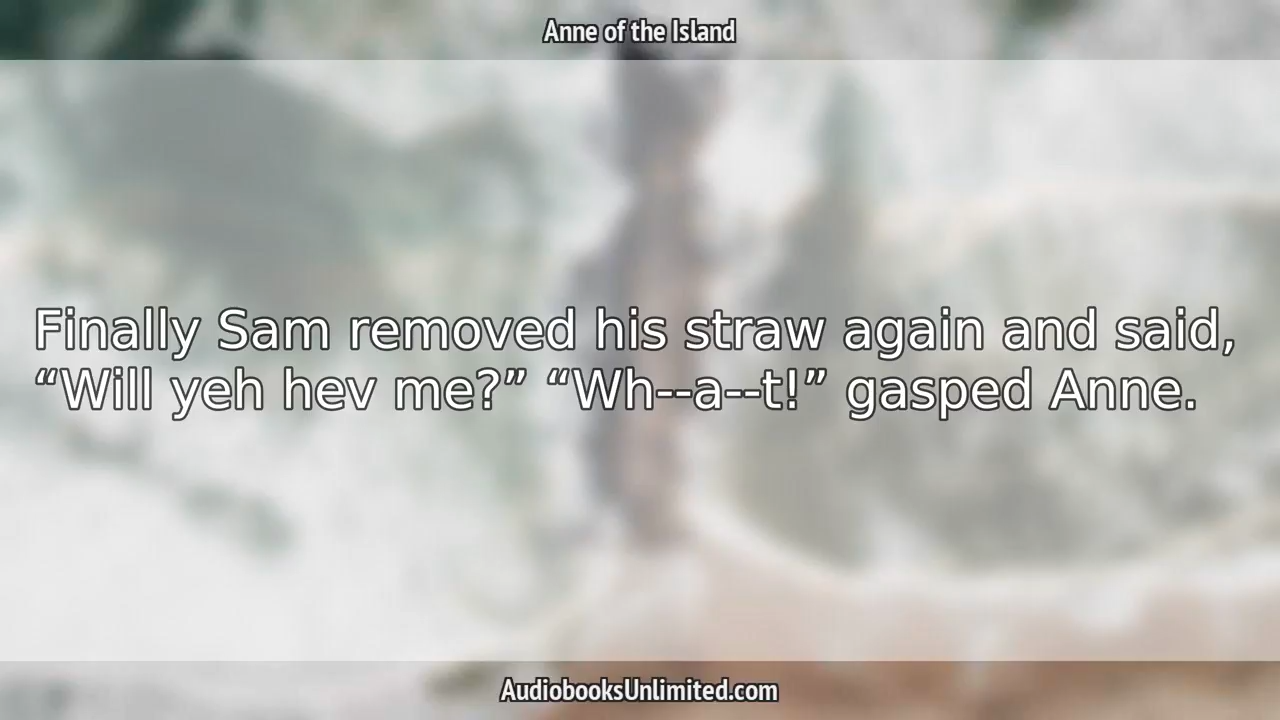 Anne of the Island
Finally Sam removed his straw again and said,
“Will yeh hev me?” “Wh--a--t!” gasped Anne.
AudiobooksUnlimited.com